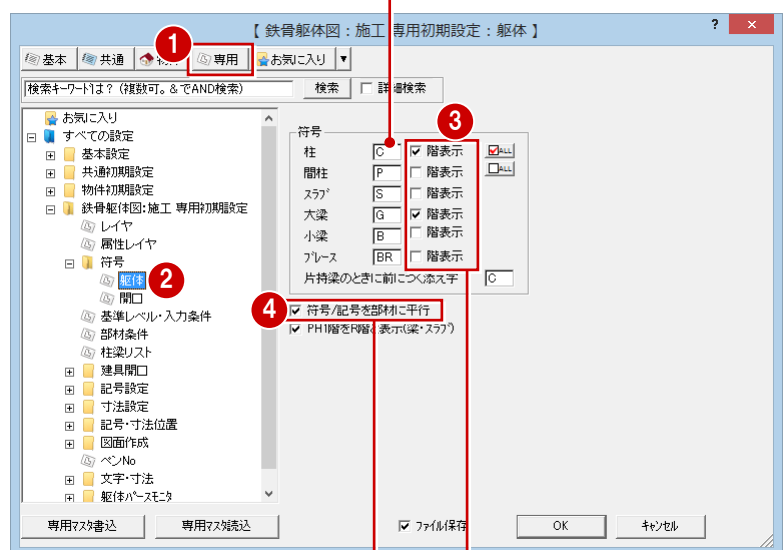 【 鉄骨躯体図：施工 専用初期設定：躯体 】
? ×
基本 共通 専用 お気に入り ▼
1
検索キーワードは？（複数可。＆でAND検索） 検索 詳細検索
お気に入り
すべての設定
基本設定
共通初期設定
物件初期設定
鉄骨躯体図:施工 専用初期設定
レイヤ
属性レイヤ
符号
躯体 2
開口
基準レベル・入力条件
部材条件
柱梁リスト
建具開口
記号設定
寸法設定
記号・寸法位置
図面作成
ペンNo
文字・寸法
躯体パースモニタ
3
符号
柱 C 階表示 ALL
間柱 P 階表示 ALL
スラブ S 階表示
大梁 G 階表示
小梁 B 階表示
ブレース BR 階表示
片持梁のときに前につく添え字 C
4 符号/記号を部材に平行
PH1階をR階と表示(梁・スラブ)
専用マスタ書込 専用マスタ読込 ファイル保存 OK キャンセル